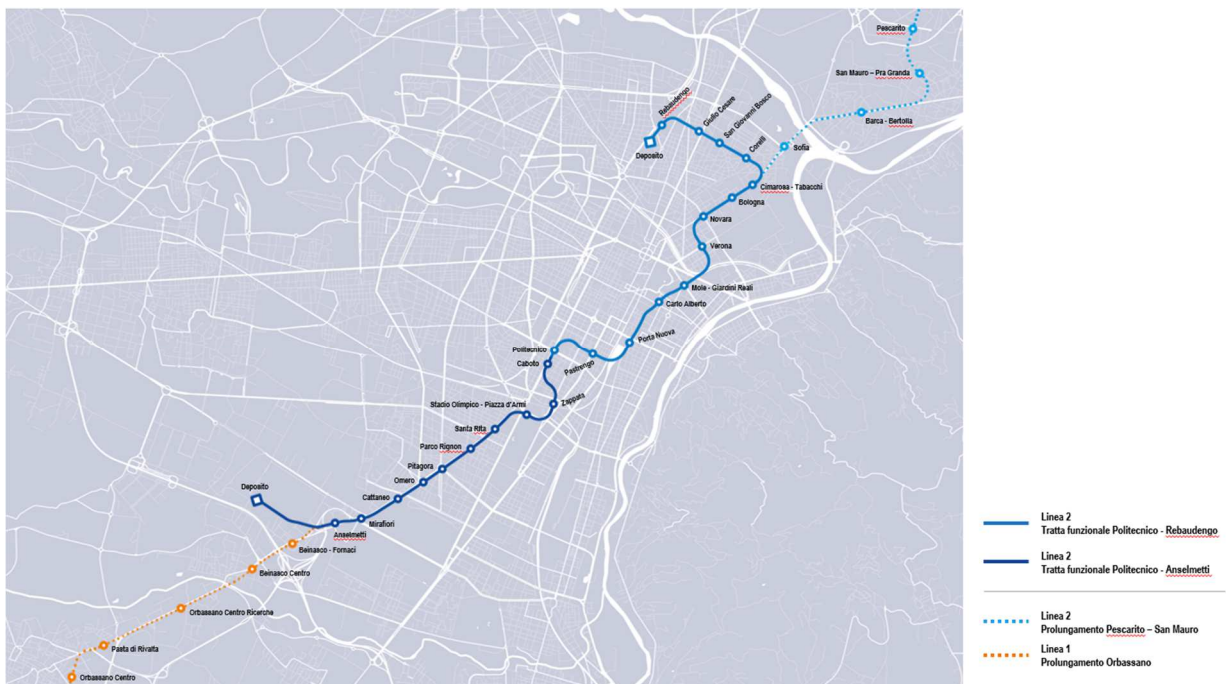 Pescarito
San Mauro – Pra Granda
Barca - Bertolla
Sofia
Rebaudengo
Giulio Cesare
San Giovanni Bosco
Corelli
Deposito
Cimarosa - Tabacchi
Bologna
Novara
Verona
Mole - Giardini Reali
Carlo Alberto
Porta Nuova
Pastrengo
Politecnico
Caboto
Zappata
Stadio Olimpico - Piazza d'Armi
Santa Rita
Parco Rignon
Pitagora
Omero
Cattaneo
Mirafiori
Anselmetti
Deposito
Beinasco - Fornaci
Beinasco Centro
Orbassano Centro Ricerche
Pasta di Rivalta
Orbassano Centro
Linea 2
Tratta funzionale Politecnico - Rebaudengo
Linea 2
Tratta funzionale Politecnico - Anselmetti
Linea 2
Prolungamento Pescarito – San Mauro
Linea 1
Prolungamento Orbassano